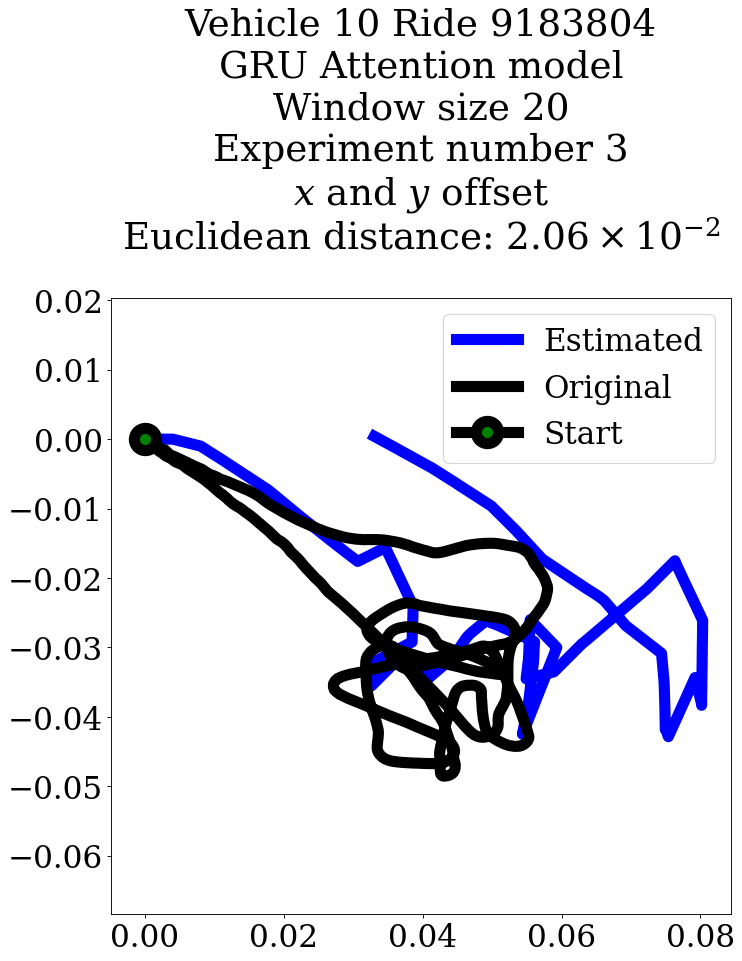 Vehicle 10 Ride 9183804
GRU Attention model
Window size 20
Experiment number 3
x and y offset
Euclidean distance: 2.06 × 10⁻²
0.02
0.01
0.00
−0.01
−0.02
−0.03
−0.04
−0.05
−0.06
Estimated
Original
Start
0.00 0.02 0.04 0.06 0.08